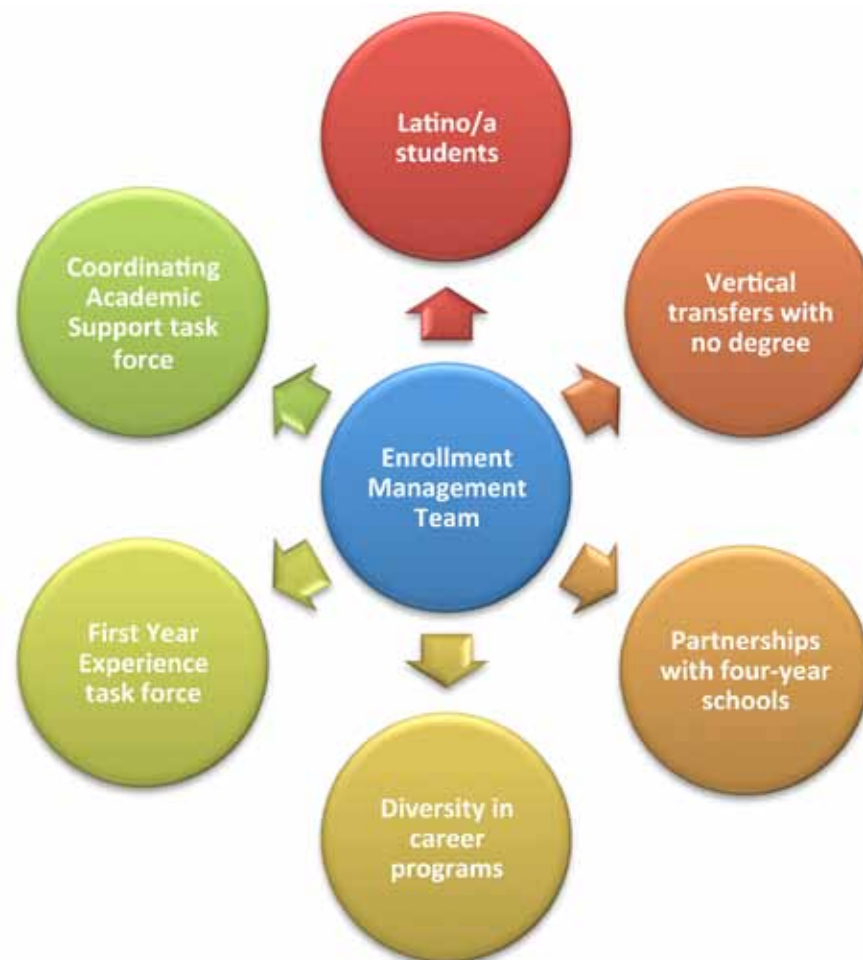 Latino/a
students
Vertical
transfers with
no degree
Partnerships
with four-year
schools
Diversity in
career
programs
First Year
Experience
task force
Coordinating
Academic
Support task
force
Enrollment
Management
Team